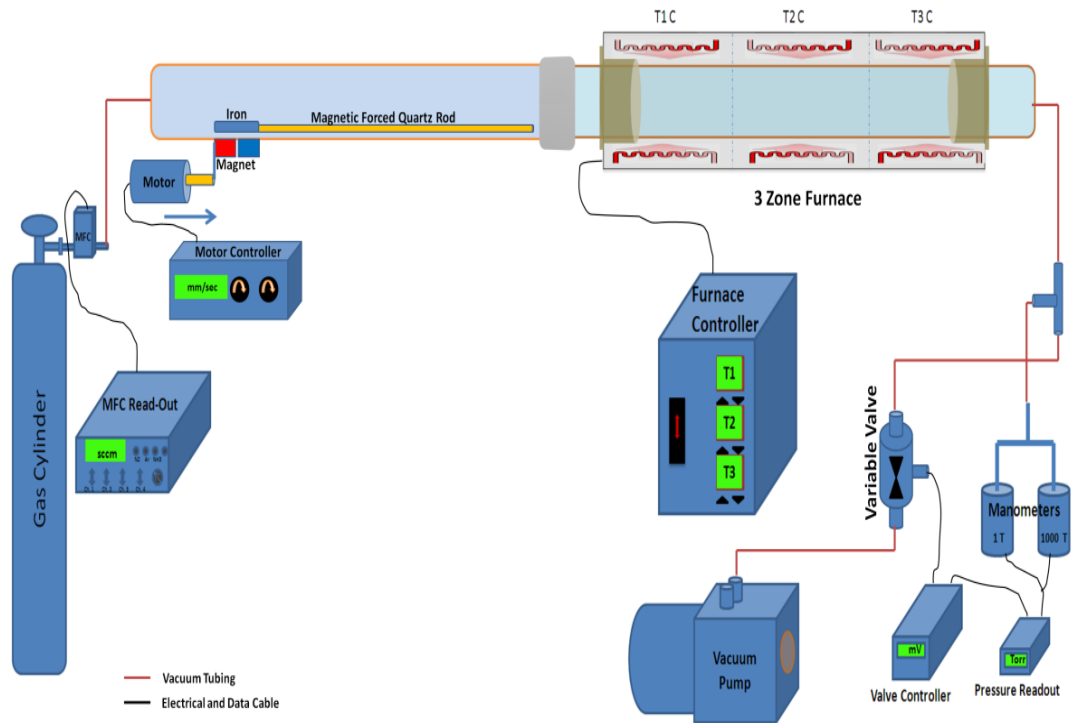 T1 C
T2 C
T3 C
Iron
Magnetic Forced Quartz Rod
Magnet
Motor
3 Zone Furnace
MFC
Motor Controller
mm/sec
Furnace
Controller
T1
T2
T3
Gas Cylinder
MFC Read-Out
sccm
Variable Valve
Manometers
1 T
1000 T
Vacuum
Pump
mV
Torr
Valve Controller
Pressure Readout
Vacuum Tubing
Electrical and Data Cable